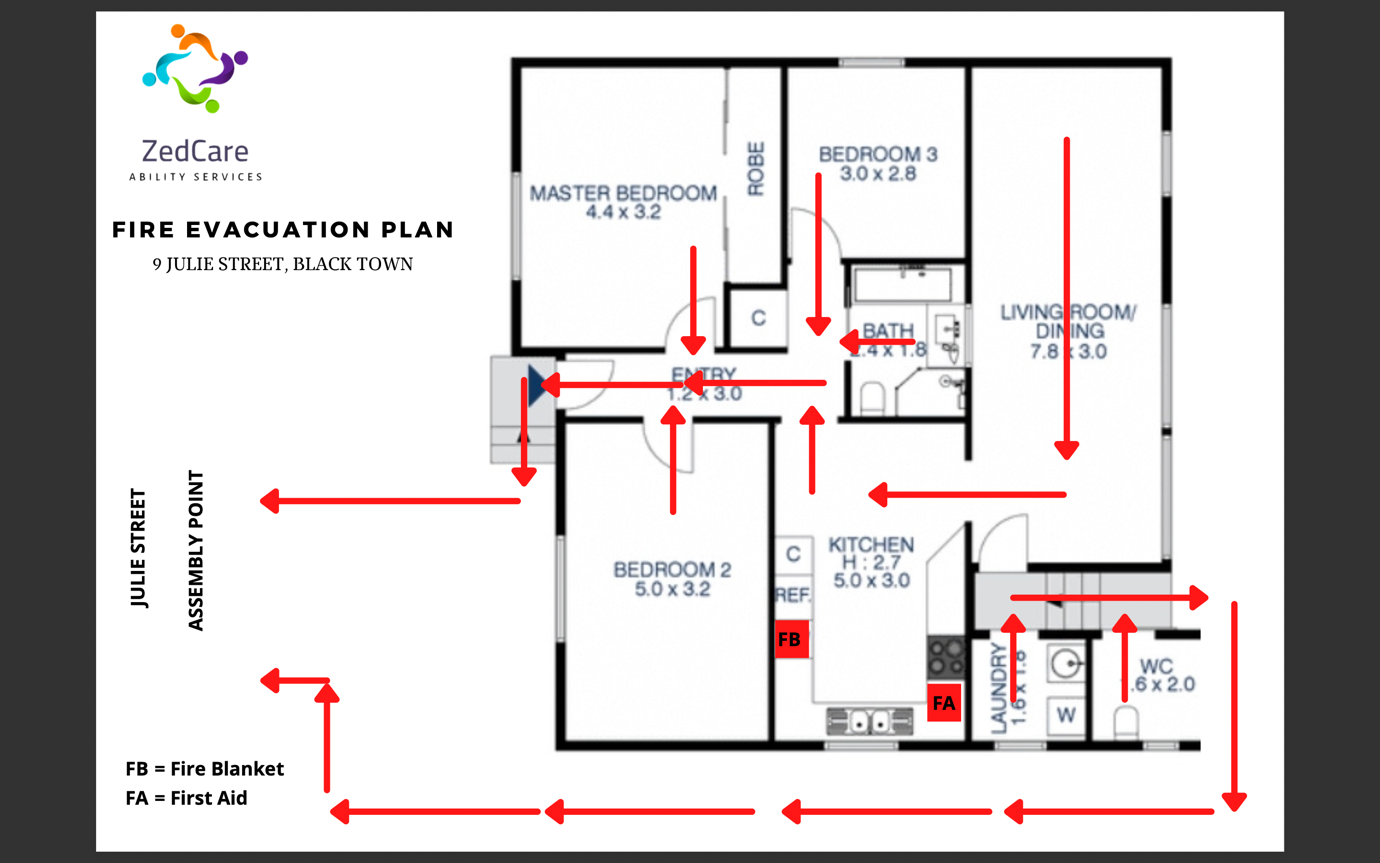 ZedCare
ABILITY SERVICES
FIRE EVACUATION PLAN
9 JULIE STREET, BLACK TOWN
MASTER BEDROOM
4.4 x 3.2
ROBE
BEDROOM 3
3.0 x 2.8
C
BATH
2.4 x 1.8
LIVING ROOM/
DINING
7.8 x 3.0
ENTRY
1.2 x 3.0
JULIE STREET
ASSEMBLY POINT
BEDROOM 2
5.0 x 3.2
C
REF.
FB
KITCHEN
H : 2.7
5.0 x 3.0
FA
LAUNDRY
1.6 x 1.8
W
WC
.6 x 2.0
FB = Fire Blanket
FA = First Aid